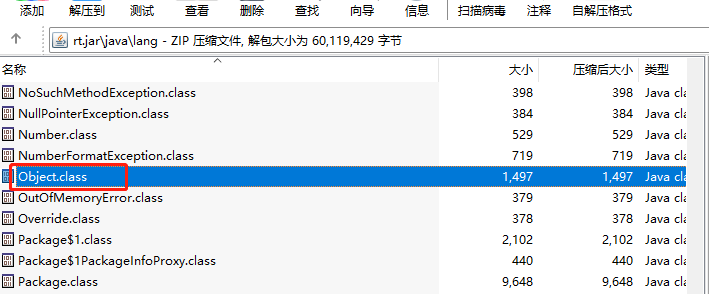 添加 解压到 测试 查看 删除 查找 向导 信息 扫描病毒 注释 自解压格式
rt.jar\java\lang - ZIP 压缩文件, 解包大小为 60,119,429 字节
名称 大小 压缩后大小 类型
NoSuchMethodException.class 398 398 Java cla
NullPointerException.class 384 384 Java cla
Number.class 529 529 Java cla
NumberFormatException.class 719 719 Java cla
Object.class 1,497 1,497 Java cla
OutOfMemoryError.class 379 379 Java cla
Override.class 378 378 Java cla
Package$1.class 2,102 2,102 Java cla
Package$1PackageInfoProxy.class 440 440 Java cla
Package.class 9,648 9,648 Java cla